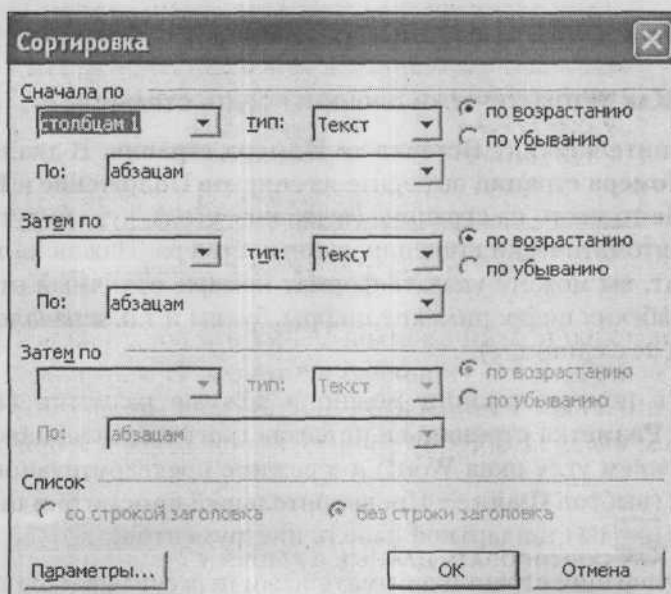 Сортировка
Сначала по
столбцам 1 тип: Текст по возрастанию
по убыванию
По: абзацам
Затем по
тип: Текст по возрастанию
по убыванию
По: абзацам
Затем по
тип: Текст по возрастанию
по убыванию
По: абзацам
Список
со строкой заголовка без строки заголовка
Параметры... ОК Отмена